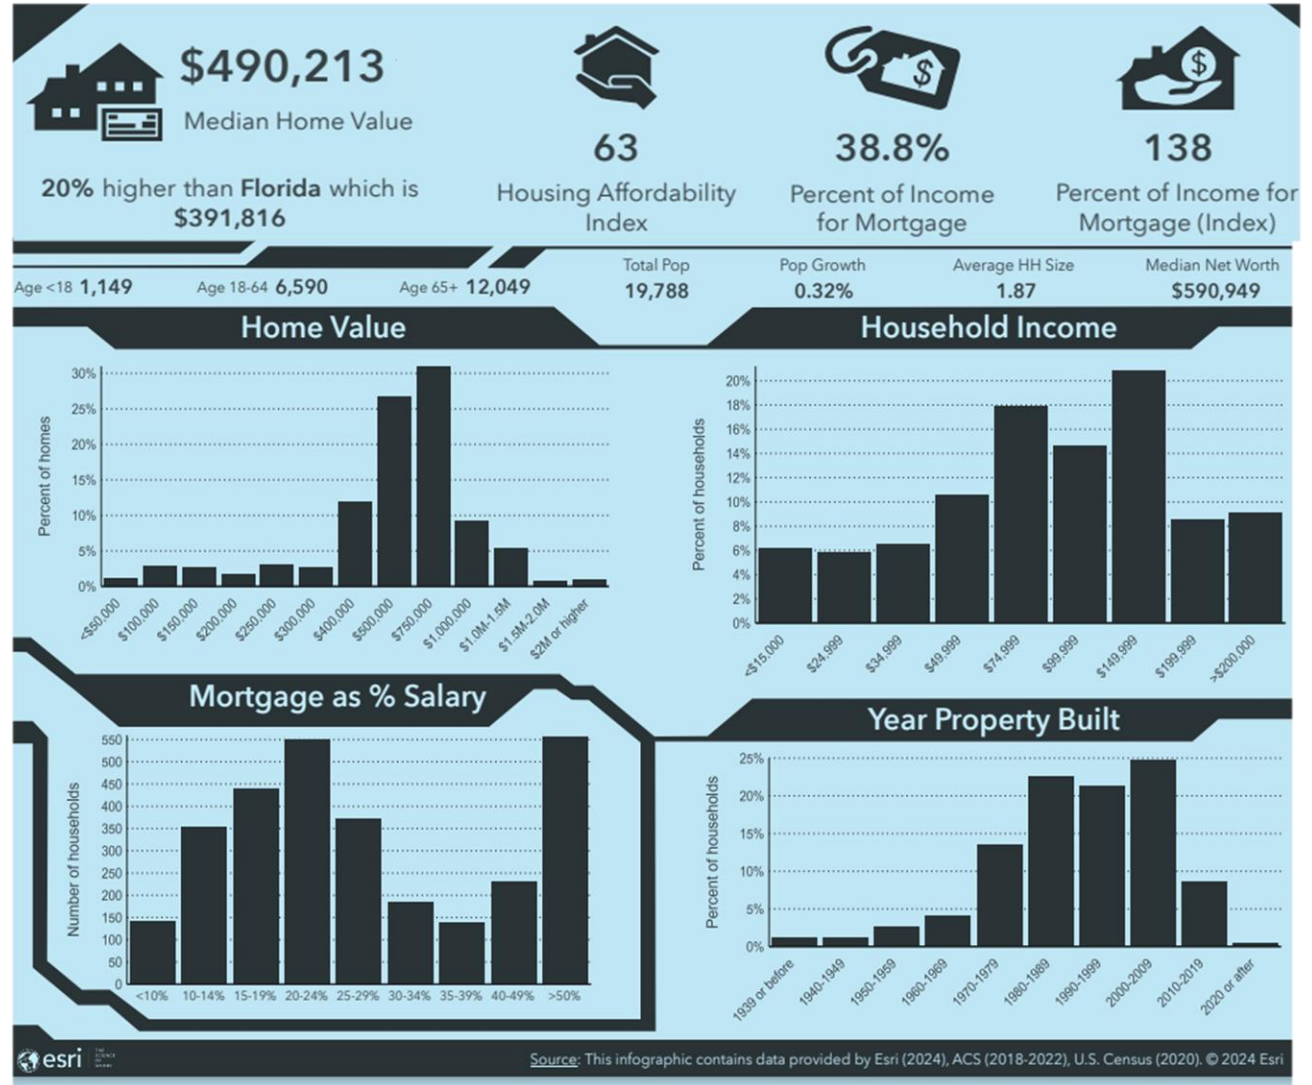 $490,213
Median Home Value
20% higher than Florida which is
$391,816
63
Housing Affordability
Index
38.8%
Percent of Income
for Mortgage
138
Percent of Income for
Mortgage (Index)
Age <18 1,149
Age 18-64 6,590
Age 65+ 12,049
Total Pop
19,788
Pop Growth
0.32%
Average HH Size
1.87
Median Net Worth
$590,949
Home Value
Percent of homes
30%
25%
20%
15%
10%
5%
0%
<$50,000
$100,000
$150,000
$200,000
$250,000
$300,000
$400,000
$500,000
$750,000
$1,000,000
$1.0M-1.5M
$1.5M-2.0M
$2M or higher
Household Income
Percent of households
20%
18%
16%
14%
12%
10%
8%
6%
4%
2%
0%
<$15,000
$24,999
$34,999
$49,999
$74,999
$99,999
$149,999
$199,999
>$200,000
Mortgage as % Salary
Number of households
550
500
450
400
350
300
250
200
150
100
50
0
<10%
10-14%
15-19%
20-24%
25-29%
30-34%
35-39%
40-49%
>50%
Year Property Built
Percent of households
25%
20%
15%
10%
5%
0%
1939 or before
1940-1949
1950-1959
1960-1969
1970-1979
1980-1989
1990-1999
2000-2009
2010-2019
2020 or after
esri
THE
SCIENCE
OF
WHERE
Source: This infographic contains data provided by Esri (2024), ACS (2018-2022), U.S. Census (2020). © 2024 Esri